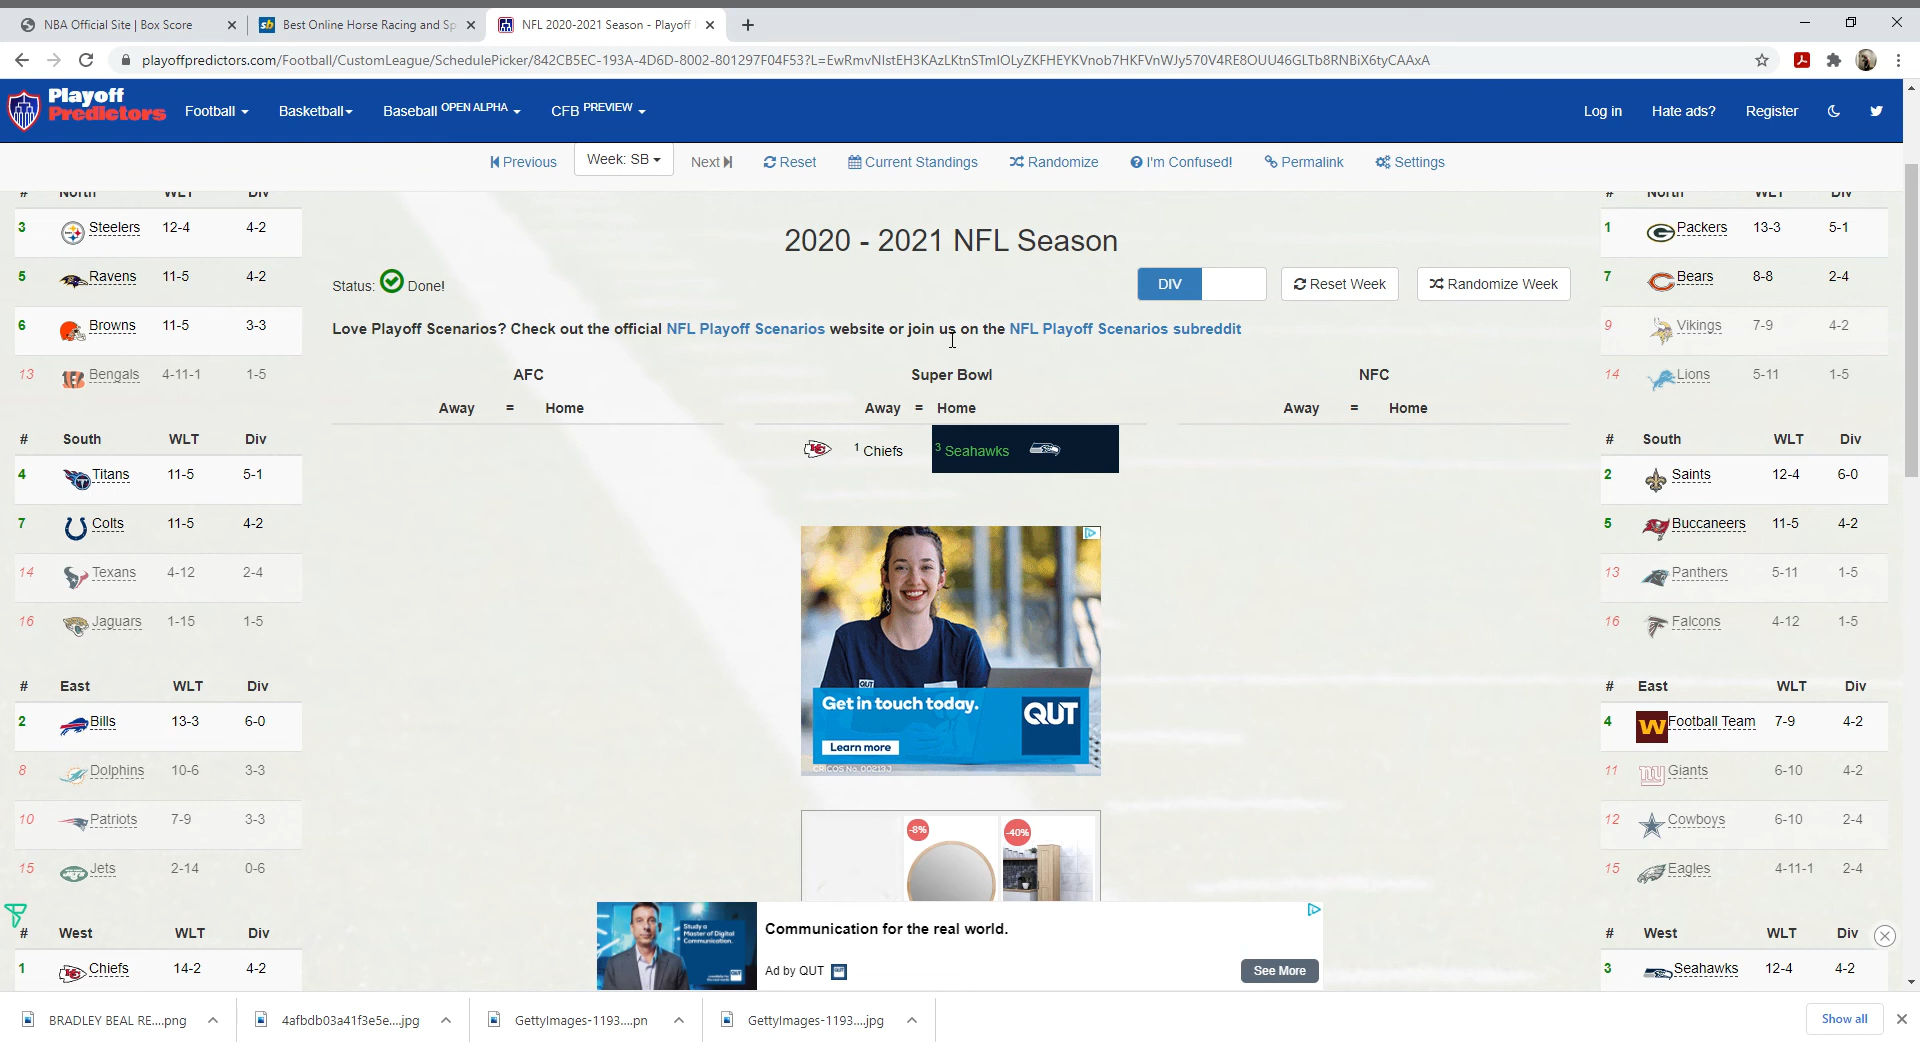 NBA Official Site | Box Score
Best Online Horse Racing and Sp
NFL 2020-2021 Season - Playoff
playoffpredictors.com/Football/CustomLeague/SchedulePicker/842CB5EC-193A-4D6D-8002-801297F04F53?L=EwRmvNIstEH3KAzLKtnSTmIOLyZKFHEYKVnob7HKFVnWJy570V4RE8OUU46GLTb8RNBiX6tyCAAxA
Playoff
Predictors
Football
Basketball
Baseball OPEN ALPHA
CFB PREVIEW
Log in
Hate ads?
Register
Previous
Week: SB
Next
Reset
Current Standings
Randomize
I'm Confused!
Permalink
Settings
# North WLT Div
3 Steelers 12-4 4-2
5 Ravens 11-5 4-2
6 Browns 11-5 3-3
13 Bengals 4-11-1 1-5
# South WLT Div
4 Titans 11-5 5-1
7 Colts 11-5 4-2
14 Texans 4-12 2-4
16 Jaguars 1-15 1-5
# East WLT Div
2 Bills 13-3 6-0
8 Dolphins 10-6 3-3
10 Patriots 7-9 3-3
15 Jets 2-14 0-6
# West WLT Div
1 Chiefs 14-2 4-2
2020 - 2021 NFL Season
Status: Done!
DIV
Reset Week
Randomize Week
Love Playoff Scenarios? Check out the official NFL Playoff Scenarios website or join us on the NFL Playoff Scenarios subreddit
AFC
Away = Home
Super Bowl
Away = Home
1 Chiefs
3 Seahawks
NFC
Away = Home
QUT
Get in touch today.
QUT
Learn more
CRICOS No. 00213J
-8%
-40%
Study a
Master of Digital
Communication.
Communication for the real world.
Ad by QUT
See More
# North WLT Div
1 Packers 13-3 5-1
7 Bears 8-8 2-4
9 Vikings 7-9 4-2
14 Lions 5-11 1-5
# South WLT Div
2 Saints 12-4 6-0
5 Buccaneers 11-5 4-2
13 Panthers 5-11 1-5
16 Falcons 4-12 1-5
# East WLT Div
4 W Football Team 7-9 4-2
11 Giants 6-10 4-2
12 Cowboys 6-10 2-4
15 Eagles 4-11-1 2-4
# West WLT Div
3 Seahawks 12-4 4-2
BRADLEY BEAL RE....png
4afbdb03a41f3e5e....jpg
GettyImages-1193....pn
GettyImages-1193....jpg
Show all